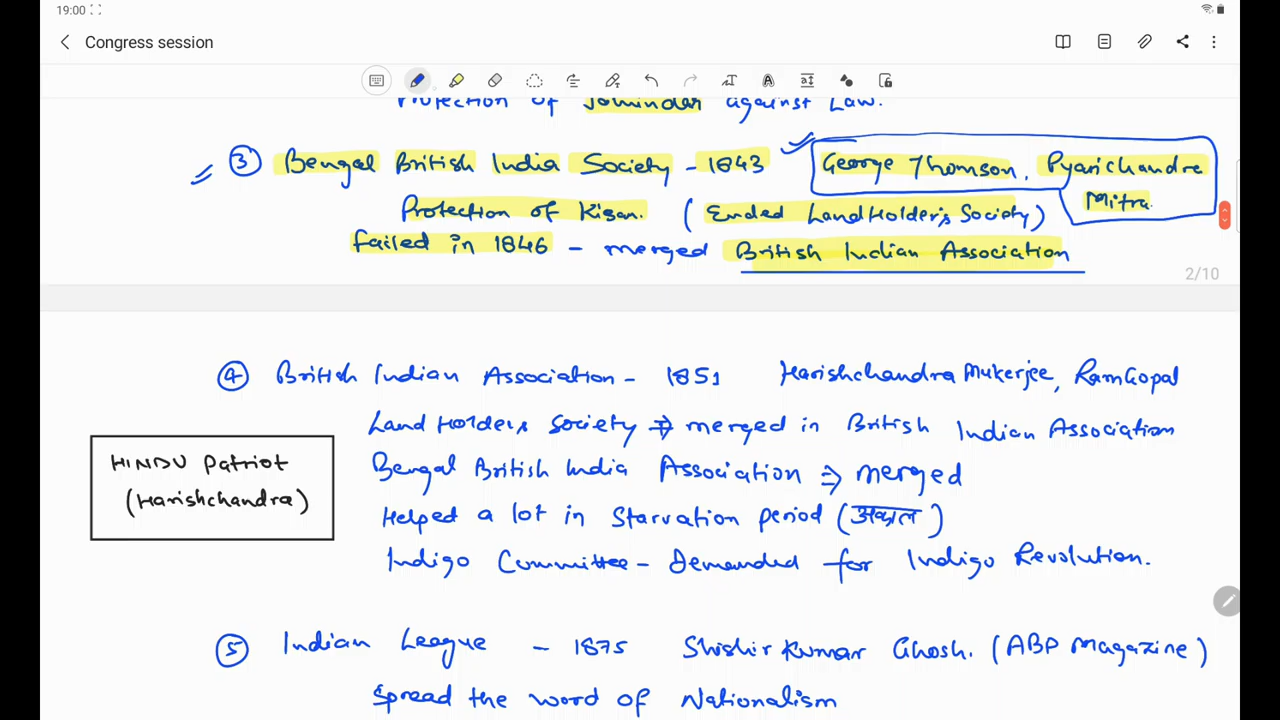 19:00
Congress session
Protection of Jomindar against Law.
③ Bengal British India Society - 1843 George Thomson, Pyarichandra
Mitra.
Protection of Kisan. (Ended LandHolder's Society)
failed in 1846 - merged British Indian Association
2/10
④ British Indian Association - 1851 Harishchandra Mukerjee, RamGopal
Land Holders Society ⇒ merged in British Indian Association
Bengal British India Association ⇒ merged
Helped a lot in Starvation period (अकाल)
Indigo Committee - Demanded for Indigo Revolution.
HINDU Patriot
(Harishchandra)
⑤ Indian League - 1875 Shishir Kumar Ghosh. (ABP Magazine)
Spread the word of Nationalism